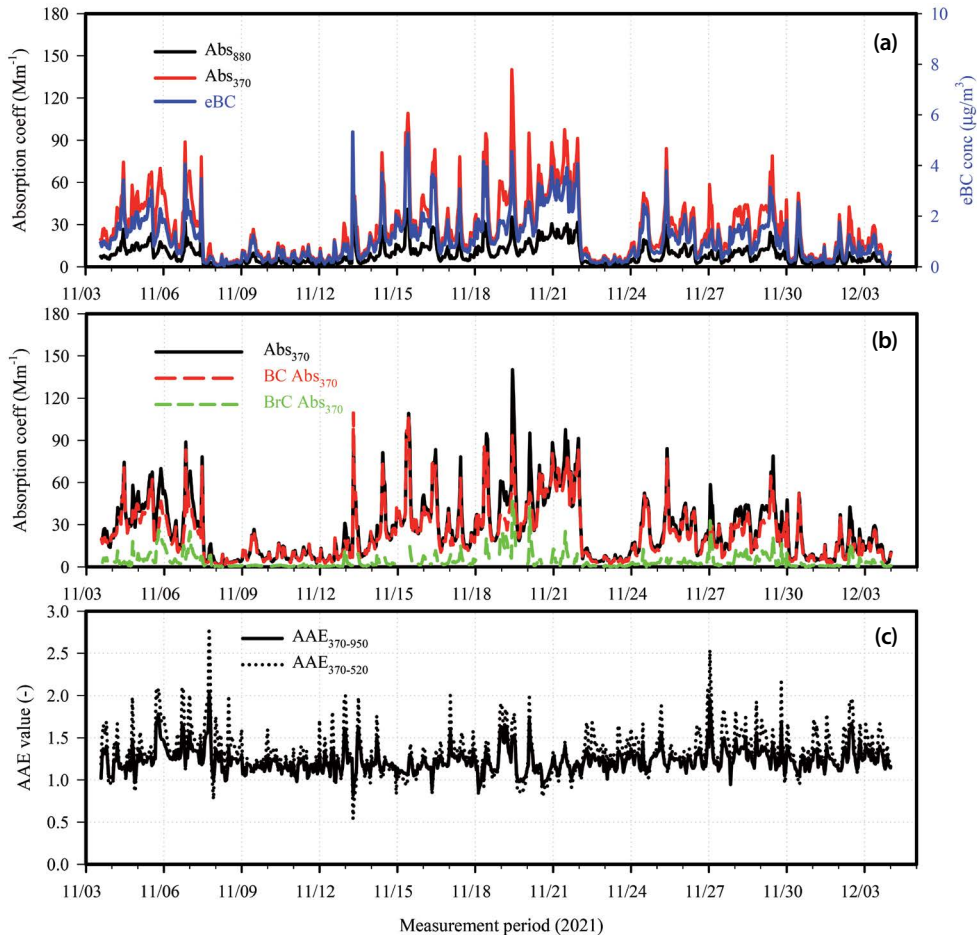 (a)
Absorption coeff (Mm⁻¹)
180
150
120
90
60
30
0
Abs₈₈₀
Abs₃₇₀
eBC
10
8
6
4
2
0
eBC conc (μg/m³)
11/03 11/06 11/09 11/12 11/15 11/18 11/21 11/24 11/27 11/30 12/03
(b)
Absorption coeff (Mm⁻¹)
180
150
120
90
60
30
0
Abs₃₇₀
BC Abs₃₇₀
BrC Abs₃₇₀
11/03 11/06 11/09 11/12 11/15 11/18 11/21 11/24 11/27 11/30 12/03
(c)
AAE value (-)
3.0
2.5
2.0
1.5
1.0
0.5
0.0
AAE₃₇₀₋₉₅₀
AAE₃₇₀₋₅₂₀
11/03 11/06 11/09 11/12 11/15 11/18 11/21 11/24 11/27 11/30 12/03
Measurement period (2021)